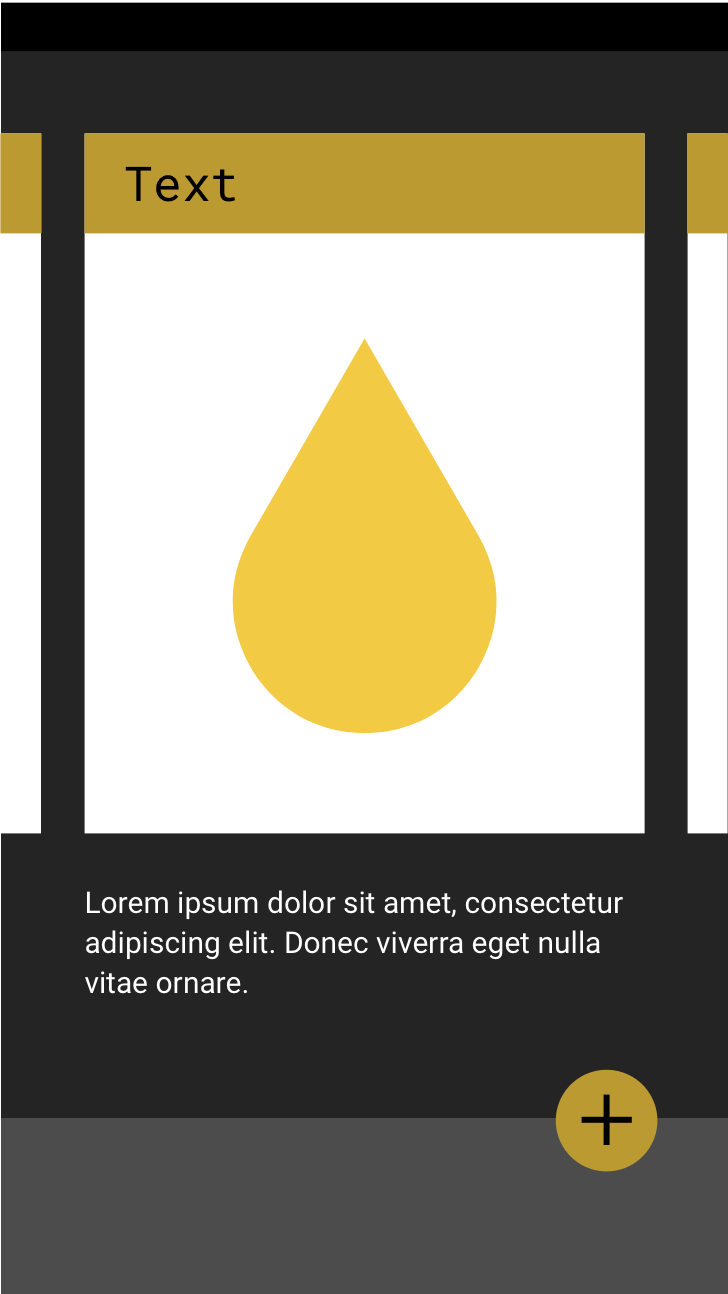 Text
Lorem ipsum dolor sit amet, consectetur
adipiscing elit. Donec viverra eget nulla
vitae ornare.